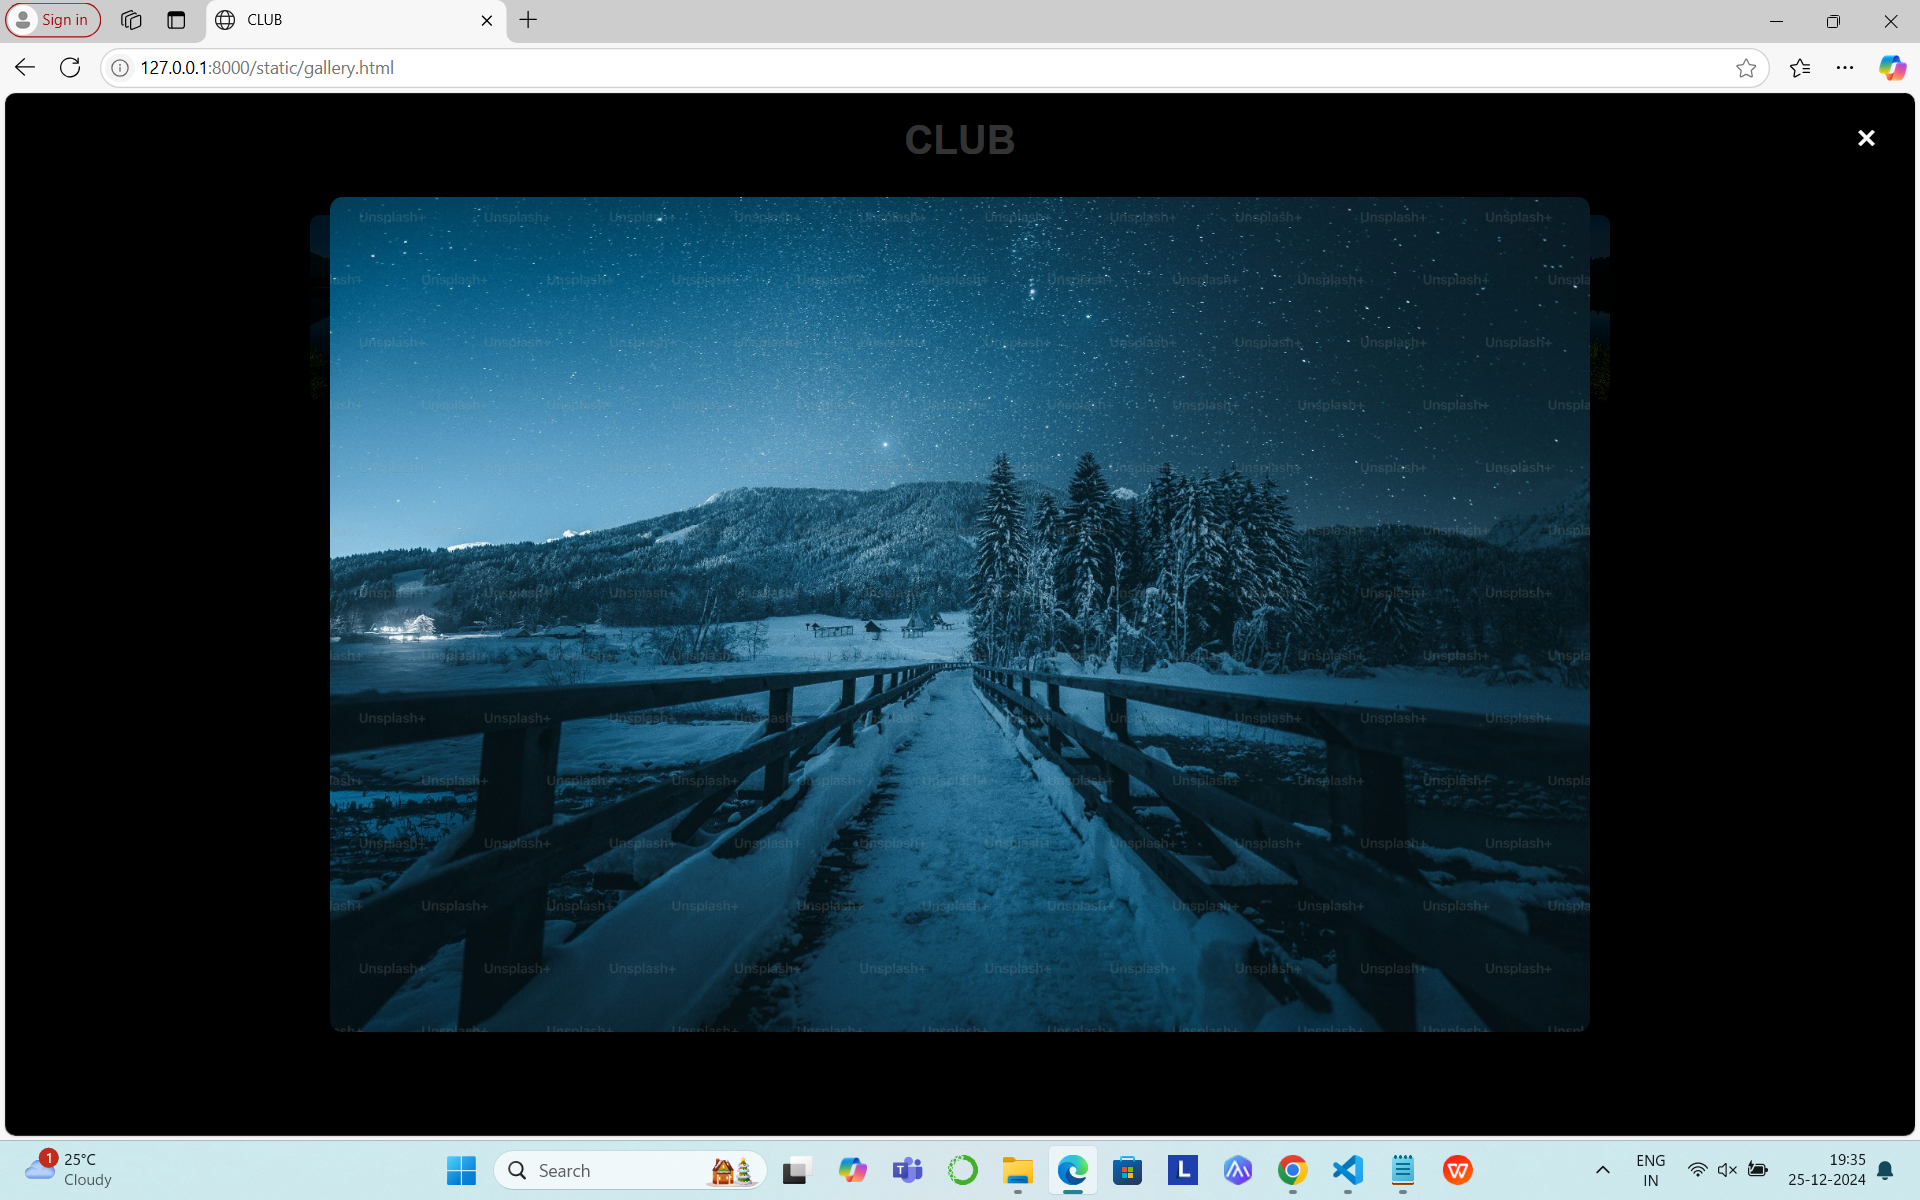 Sign in
CLUB
127.0.0.1:8000/static/gallery.html
CLUB
Unsplash+ Unsplash+ Unsplash+ Unsplash+ Unsplash+ Unsplash+ Unsplash+ Unsplash+ Unsplash+ Unsplash+
1
25°C
Cloudy
Search
L
ENG
IN
19:35
25-12-2024